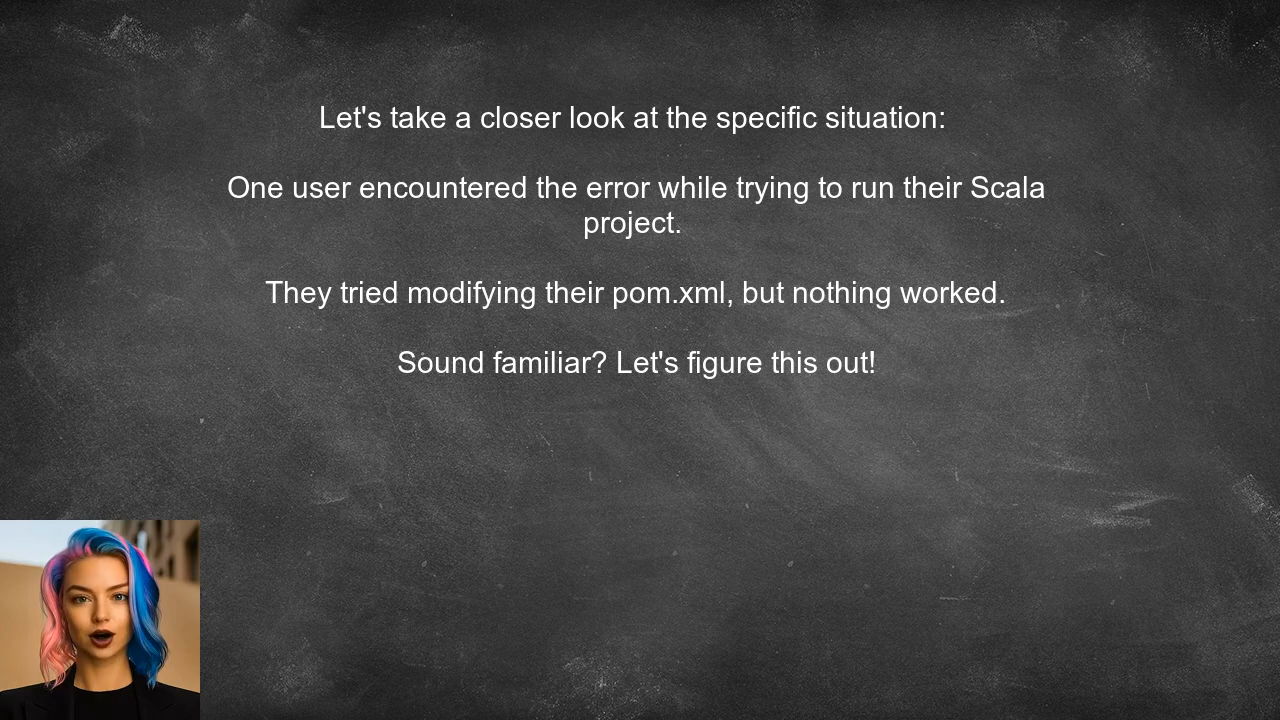 Let's take a closer look at the specific situation:
One user encountered the error while trying to run their Scala
project.
They tried modifying their pom.xml, but nothing worked.
Sound familiar? Let's figure this out!